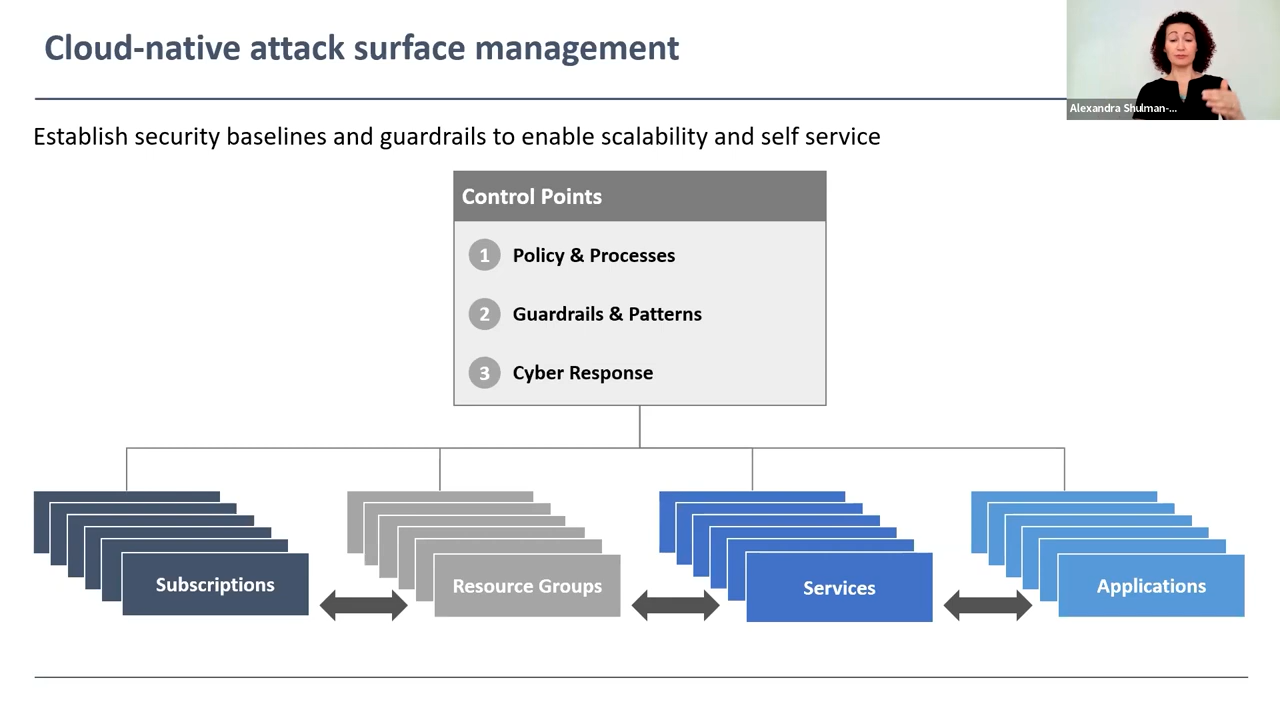 Cloud-native attack surface management
Alexandra Shulman-...
Establish security baselines and guardrails to enable scalability and self service
Control Points
1 Policy & Processes
2 Guardrails & Patterns
3 Cyber Response
Subscriptions
Resource Groups
Services
Applications